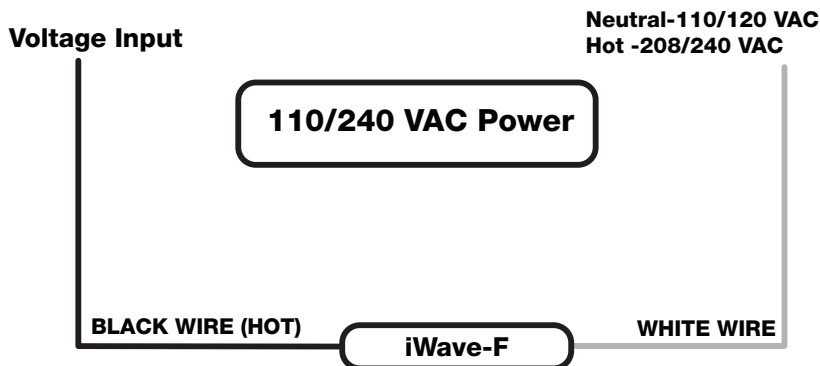 Neutral-110/120 VAC
Hot -208/240 VAC
Voltage Input
110/240 VAC Power
BLACK WIRE (HOT)
WHITE WIRE
iWave-F